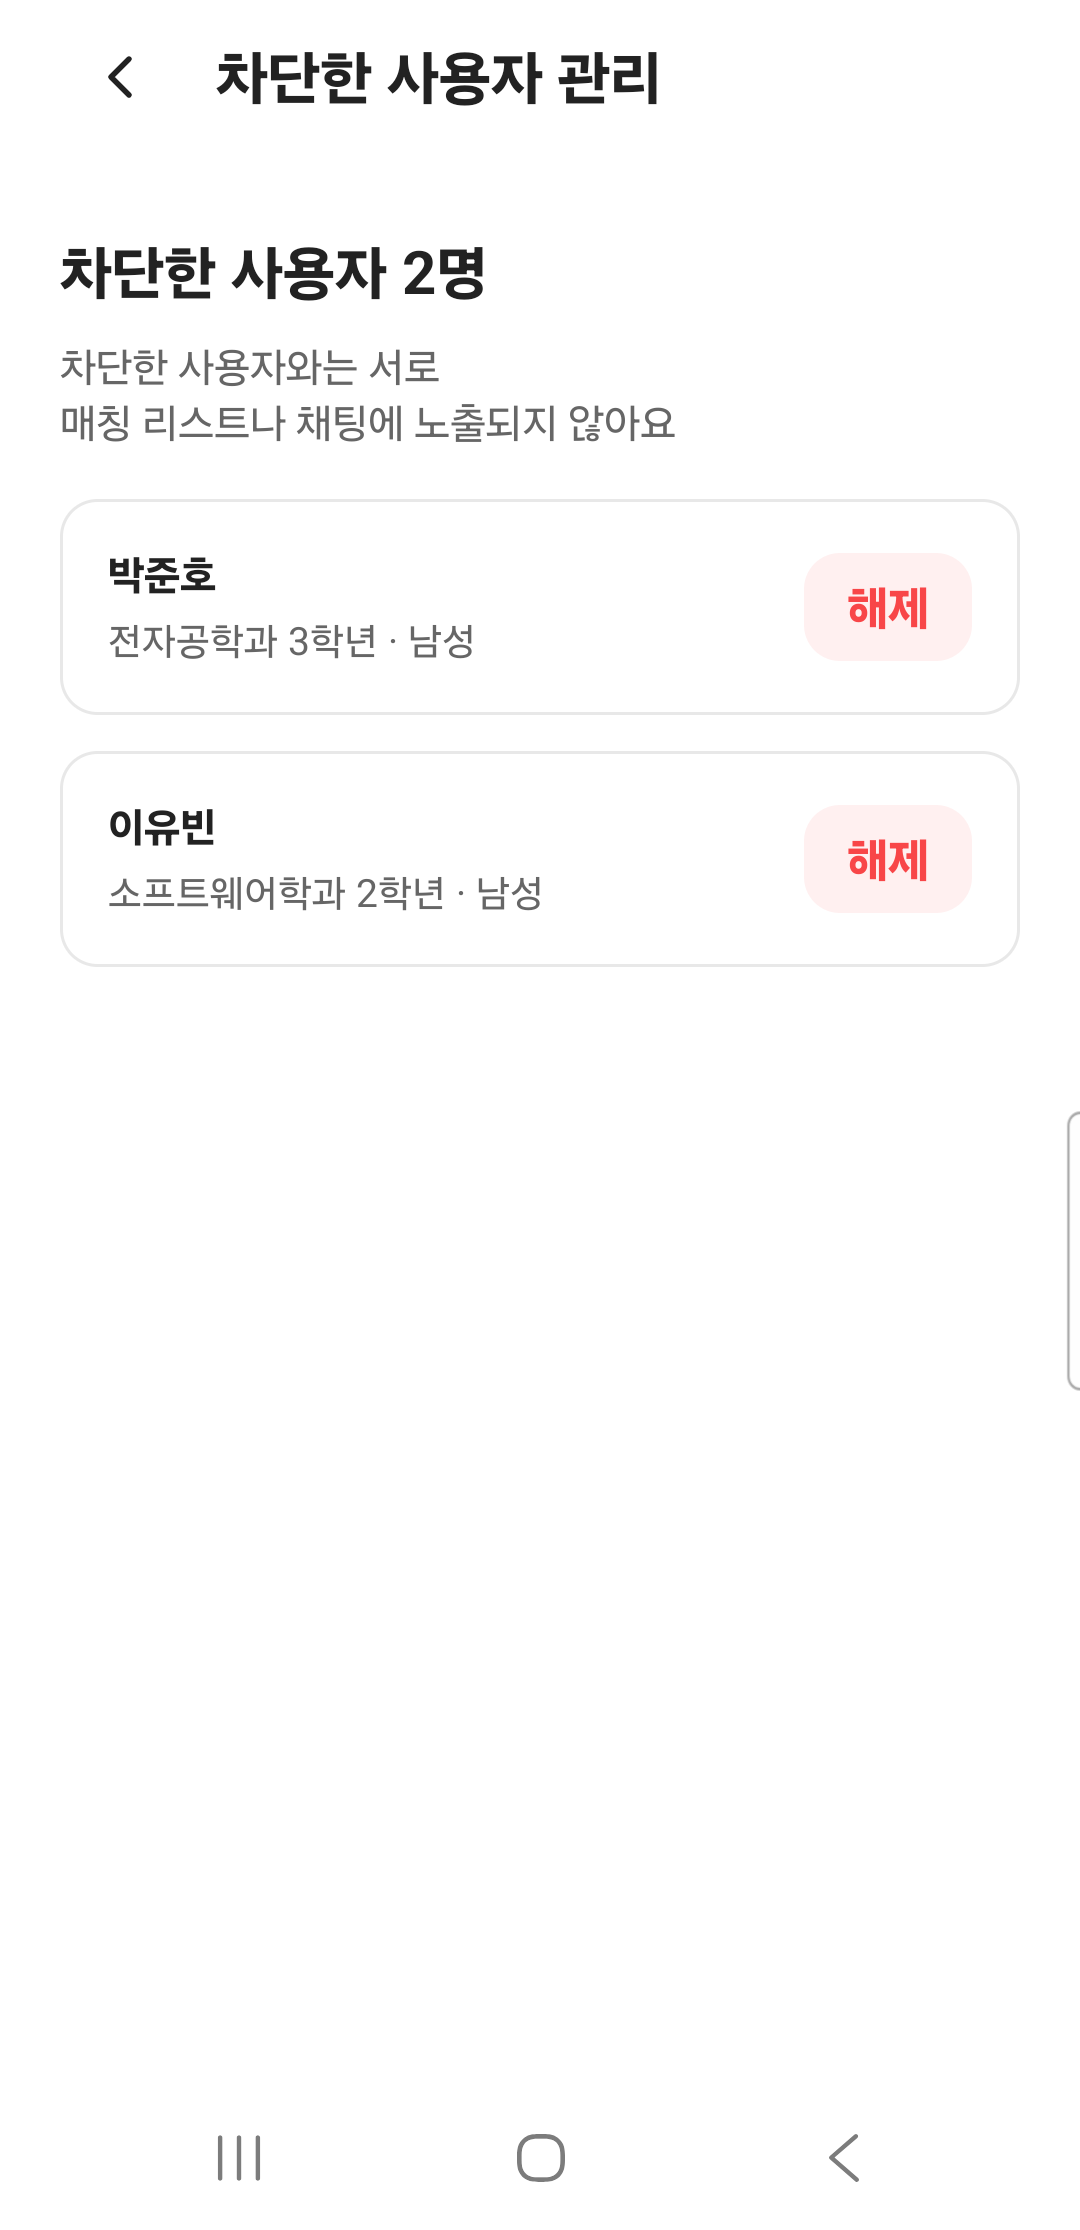 차단한 사용자 관리
차단한 사용자 2명
차단한 사용자와는 서로
매칭 리스트나 채팅에 노출되지 않아요
박준호
전자공학과 3학년 · 남성
해제
이유빈
소프트웨어학과 2학년 · 남성
해제